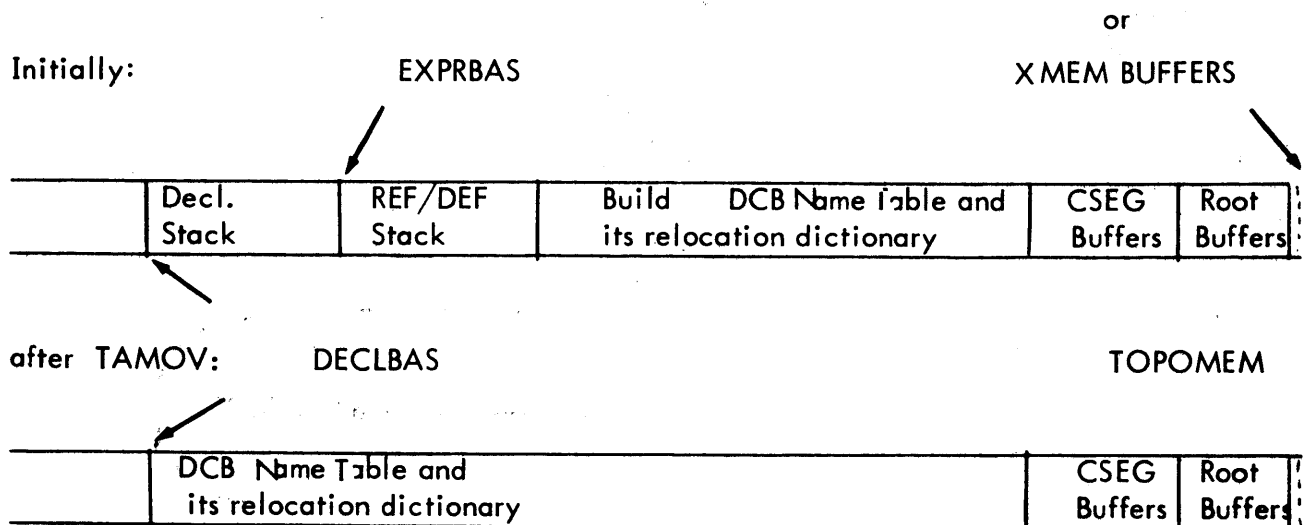 or
Initially: EXPRBAS XMEM BUFFERS
Decl. REF/DEF Build DCB Name Table and CSEG Root
Stack Stack its relocation dictionary Buffers Buffers
after TAMOV: DECLBAS TOPOMEM
DCB Name Table and CSEG Root
its relocation dictionary Buffers Buffers